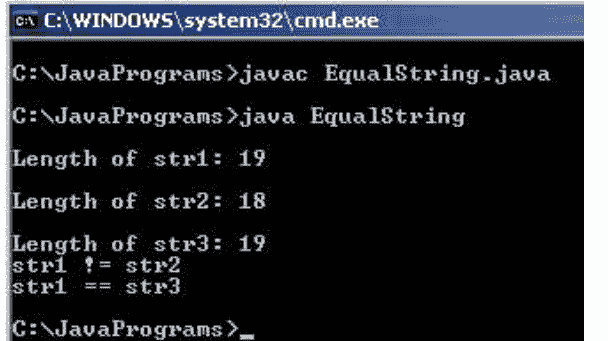 C:\WINDOWS\system32\cmd.exe
C:\JavaPrograms>javac EqualString.java
C:\JavaPrograms>java EqualString
Length of str1: 19
Length of str2: 18
Length of str3: 19
str1 != str2
str1 == str3
C:\JavaPrograms>_